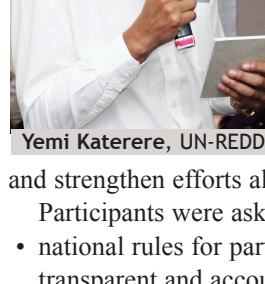 Yemi Katerere, UN-REDD
and strengthen efforts al
Participants were ask
• national rules for par
transparent and accou